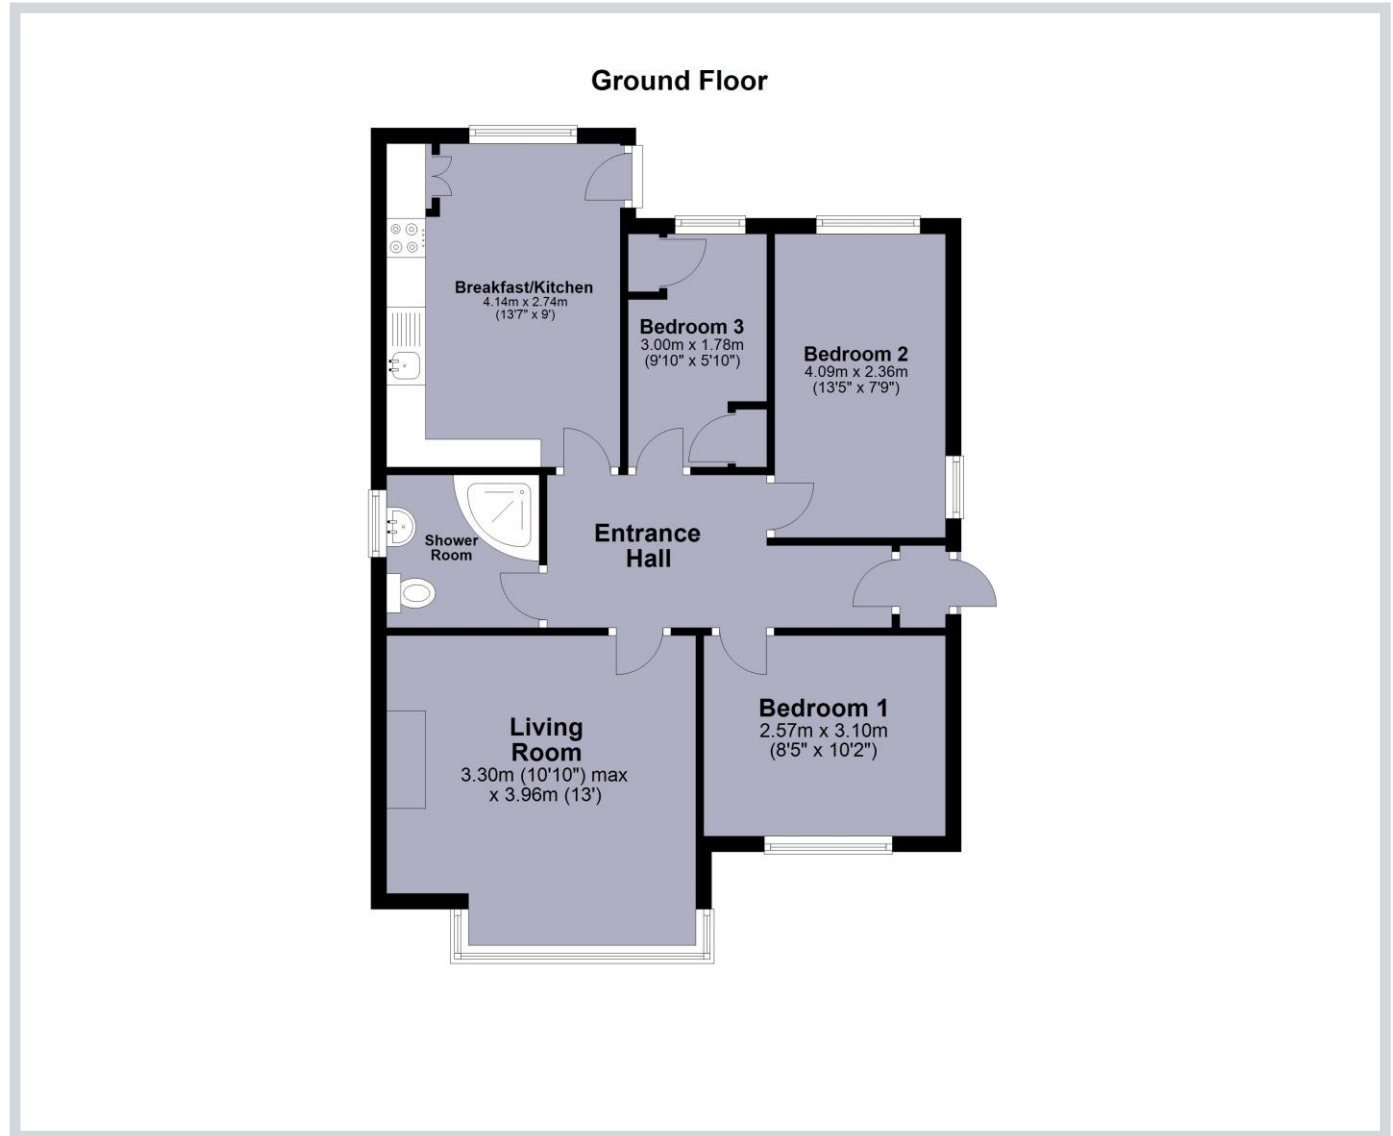 Ground Floor
Breakfast/Kitchen
4.14m x 2.74m
(13'7" x 9')
Bedroom 3
3.00m x 1.78m
(9'10" x 5'10")
Bedroom 2
4.09m x 2.36m
(13'5" x 7'9")
Shower
Room
Entrance
Hall
Living
Room
3.30m (10'10") max
x 3.96m (13')
Bedroom 1
2.57m x 3.10m
(8'5" x 10'2")